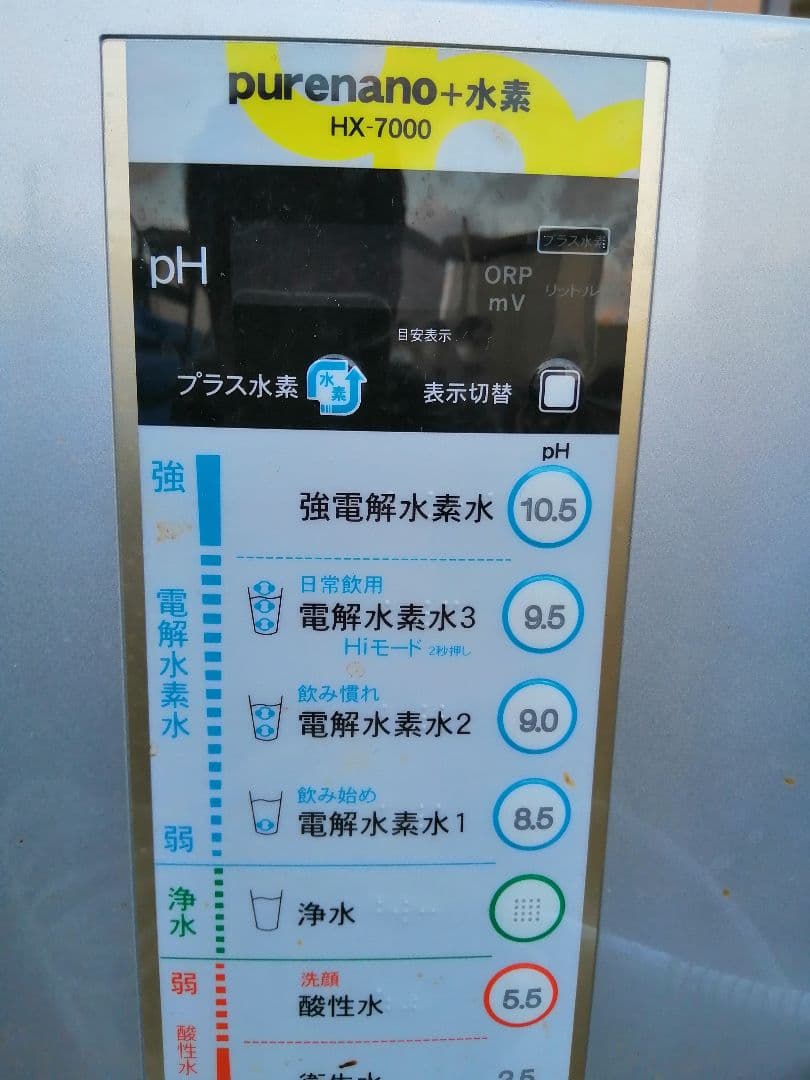 purenano+水素
HX-7000
プラス水素
pH
ORP
mV
リットル
目安表示
プラス水素
水素
表示切替
pH
強
強電解水素水
10.5
日常飲用
電解水素水3
9.5
Hiモード 2秒押し
電解水素水
飲み慣れ
電解水素水2
9.0
飲み始め
電解水素水1
8.5
弱
浄水
浄水
弱
洗顔
酸性水
5.5
酸性水
衛生水
2.5